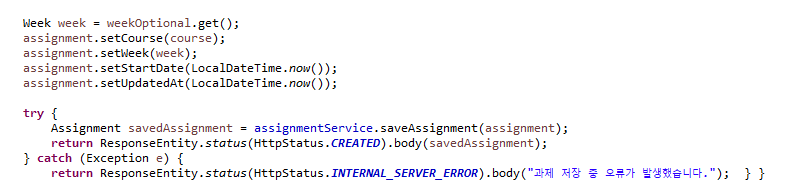 Week week = weekOptional.get();
assignment.setCourse(course);
assignment.setWeek(week);
assignment.setStartDate(LocalDateTime.now());
assignment.setUpdatedAt(LocalDateTime.now());
try {
Assignment savedAssignment = assignmentService.saveAssignment(assignment);
return ResponseEntity.status(HttpStatus.CREATED).body(savedAssignment);
} catch (Exception e) {
return ResponseEntity.status(HttpStatus.INTERNAL_SERVER_ERROR).body("과제 저장 중 오류가 발생했습니다."); } }